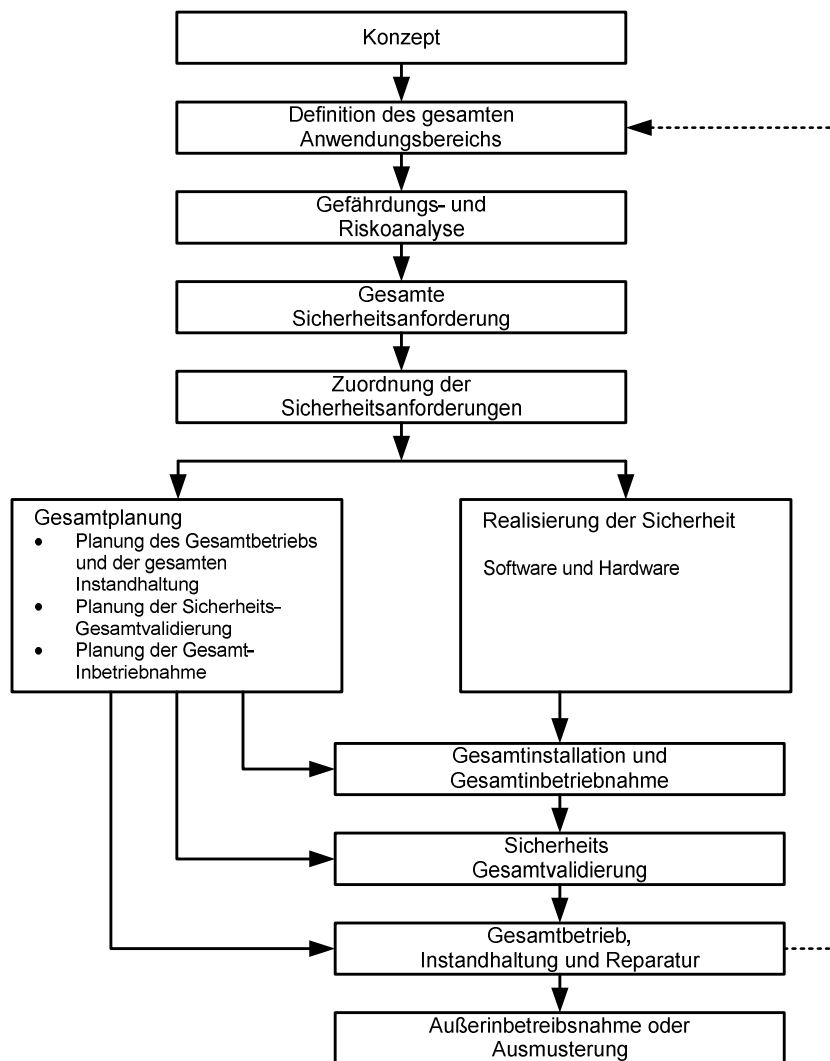 Konzept
Definition des gesamten
Anwendungsbereichs
Gefährdungs- und
Riskoanalyse
Gesamte
Sicherheitsanforderung
Zuordnung der
Sicherheitsanforderungen
Gesamtplanung
• Planung des Gesamtbetriebs
und der gesamten
Instandhaltung
• Planung der Sicherheits-
Gesamtvalidierung
• Planung der Gesamt-
Inbetriebnahme
Realisierung der Sicherheit
Software und Hardware
Gesamtinstallation und
Gesamtinbetriebnahme
Sicherheits
Gesamtvalidierung
Gesamtbetrieb,
Instandhaltung und Reparatur
Außerinbetreibsnahme oder
Ausmusterung